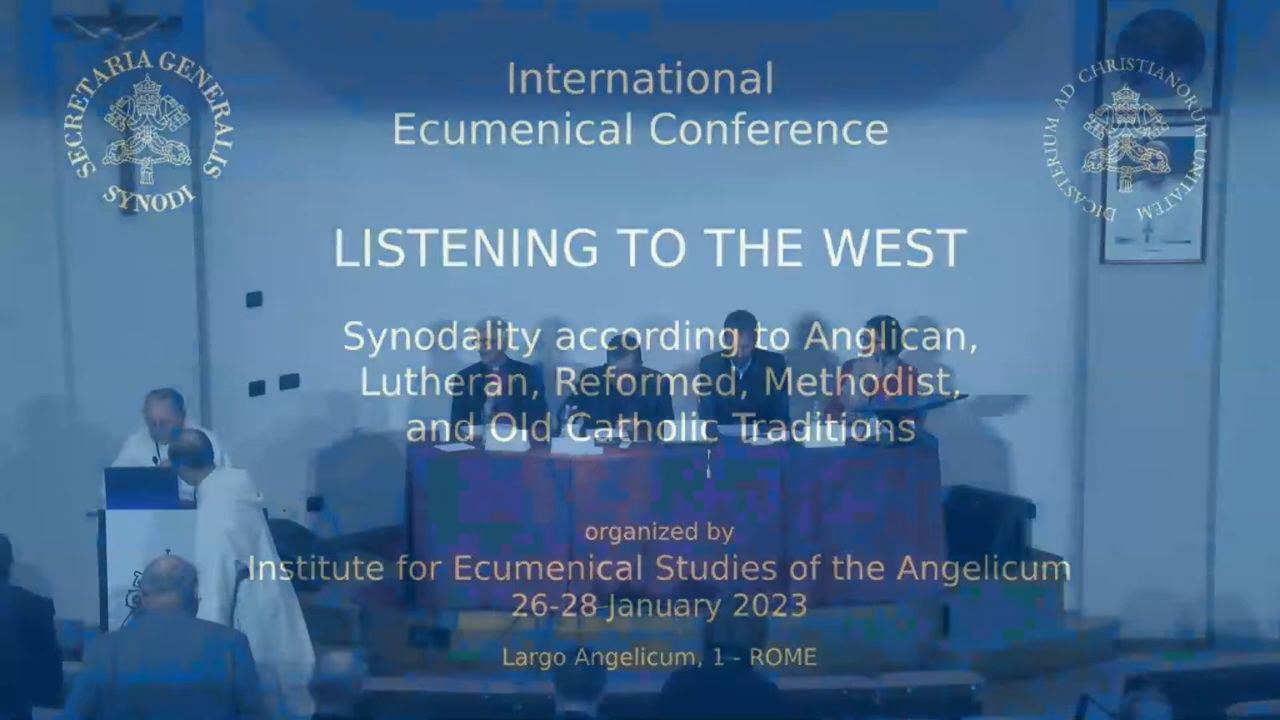 SECRETARIA GENERALIS
SYNODI
DICASTERIUM AD CHRISTIANORUM UNITATEM
International
Ecumenical Conference
LISTENING TO THE WEST
Synodality according to Anglican,
Lutheran, Reformed, Methodist,
and Old Catholic Traditions
organized by
Institute for Ecumenical Studies of the Angelicum
26-28 January 2023
Largo Angelicum, 1 - ROME